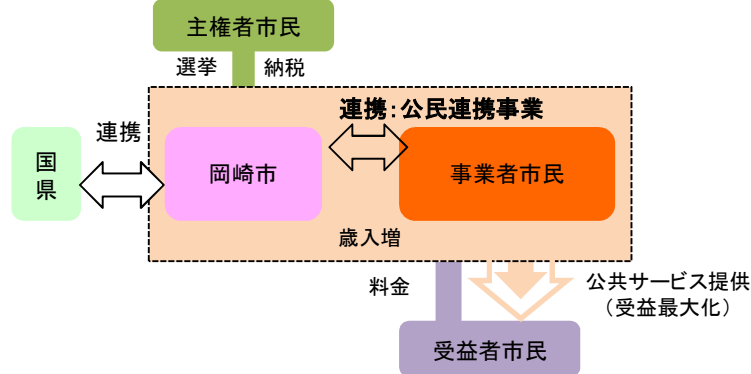 主権者市民
選挙 納税
連携：公民連携事業
連携
国県
岡崎市
事業者市民
歳入増
料金
公共サービス提供
（受益最大化）
受益者市民